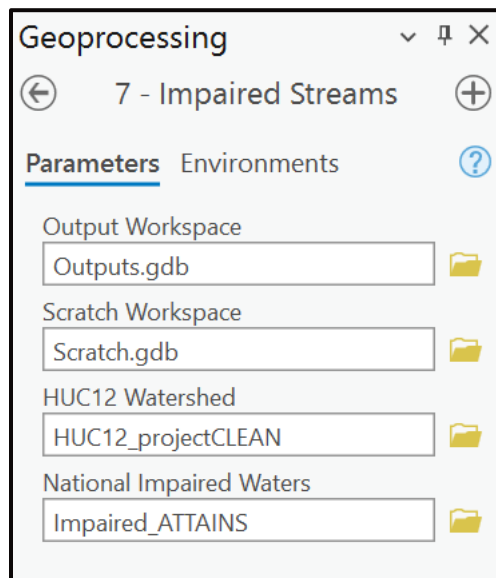 Geoprocessing
7 - Impaired Streams
Parameters Environments
Output Workspace
Outputs.gdb
Scratch Workspace
Scratch.gdb
HUC12 Watershed
HUC12_projectCLEAN
National Impaired Waters
Impaired_ATTAINS